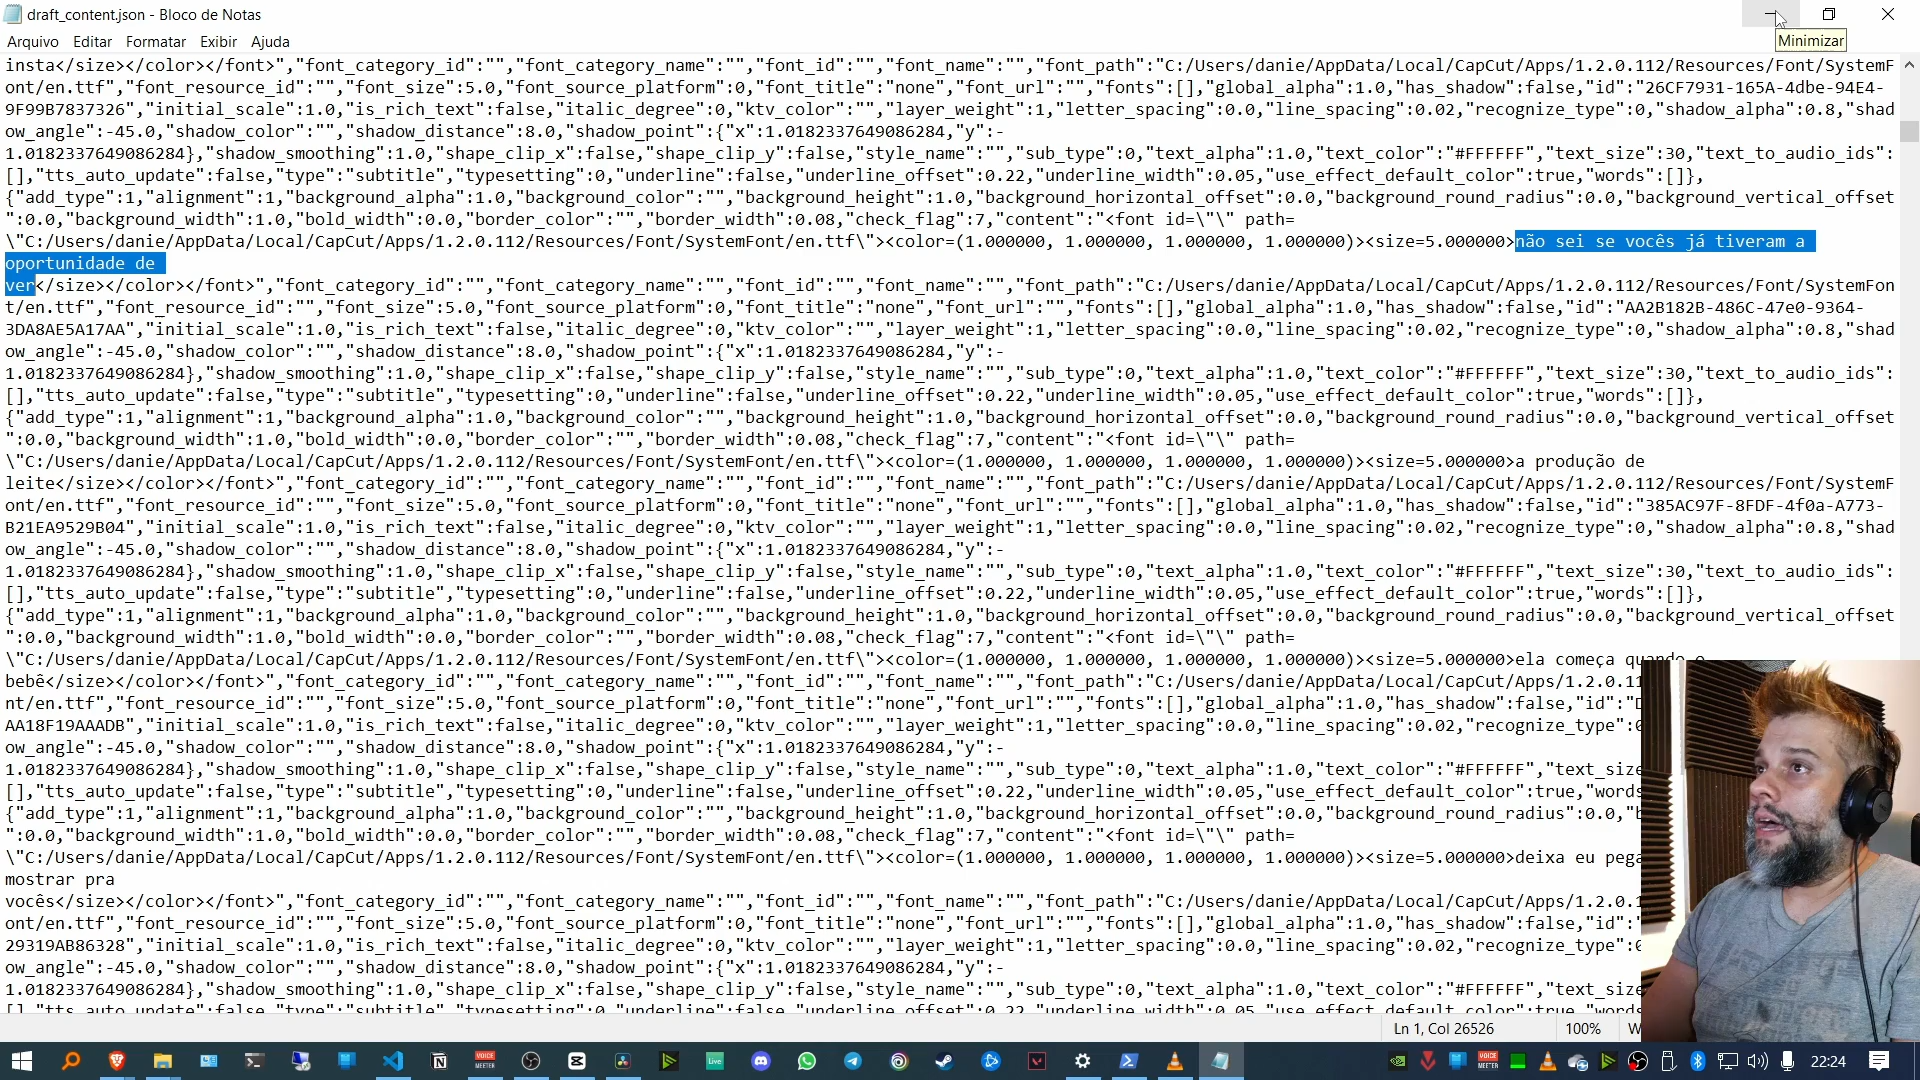 draft_content.json - Bloco de Notas
Minimizar
Arquivo Editar Formatar Exibir Ajuda
insta</size></color></font>","font_category_id":"","font_category_name":"","font_id":"","font_name":"","font_path":"C:/Users/danie/AppData/Local/CapCut/Apps/1.2.0.112/Resources/Font/SystemF
ont/en.ttf","font_resource_id":"","font_size":5.0,"font_source_platform":0,"font_title":"none","font_url":"","fonts":[],"global_alpha":1.0,"has_shadow":false,"id":"26CF7931-165A-4dbe-94E4-
9F99B7837326","initial_scale":1.0,"is_rich_text":false,"italic_degree":0,"ktv_color":"","layer_weight":1,"letter_spacing":0.0,"line_spacing":0.02,"recognize_type":0,"shadow_alpha":0.8,"shad
ow_angle":-45.0,"shadow_color":"","shadow_distance":8.0,"shadow_point":{"x":1.0182337649086284,"y":-
1.0182337649086284},"shadow_smoothing":1.0,"shape_clip_x":false,"shape_clip_y":false,"style_name":"","sub_type":0,"text_alpha":1.0,"text_color":"#FFFFFF","text_size":30,"text_to_audio_ids":
[],"tts_auto_update":false,"type":"subtitle","typesetting":0,"underline":false,"underline_offset":0.22,"underline_width":0.05,"use_effect_default_color":true,"words":[]},
{"add_type":1,"alignment":1,"background_alpha":1.0,"background_color":"","background_height":1.0,"background_horizontal_offset":0.0,"background_round_radius":0.0,"background_vertical_offset
":0.0,"background_width":1.0,"bold_width":0.0,"border_color":"","border_width":0.08,"check_flag":7,"content":"<font id=\"\" path=
\"C:/Users/danie/AppData/Local/CapCut/Apps/1.2.0.112/Resources/Font/SystemFont/en.ttf\"><color=(1.000000, 1.000000, 1.000000, 1.000000)><size=5.000000>não sei se vocês já tiveram a
oportunidade de
ver</size></color></font>","font_category_id":"","font_category_name":"","font_id":"","font_name":"","font_path":"C:/Users/danie/AppData/Local/CapCut/Apps/1.2.0.112/Resources/Font/SystemFon
t/en.ttf","font_resource_id":"","font_size":5.0,"font_source_platform":0,"font_title":"none","font_url":"","fonts":[],"global_alpha":1.0,"has_shadow":false,"id":"AA2B182B-486C-47e0-9364-
3DA8AE5A17AA","initial_scale":1.0,"is_rich_text":false,"italic_degree":0,"ktv_color":"","layer_weight":1,"letter_spacing":0.0,"line_spacing":0.02,"recognize_type":0,"shadow_alpha":0.8,"shad
ow_angle":-45.0,"shadow_color":"","shadow_distance":8.0,"shadow_point":{"x":1.0182337649086284,"y":-
1.0182337649086284},"shadow_smoothing":1.0,"shape_clip_x":false,"shape_clip_y":false,"style_name":"","sub_type":0,"text_alpha":1.0,"text_color":"#FFFFFF","text_size":30,"text_to_audio_ids":
[],"tts_auto_update":false,"type":"subtitle","typesetting":0,"underline":false,"underline_offset":0.22,"underline_width":0.05,"use_effect_default_color":true,"words":[]},
{"add_type":1,"alignment":1,"background_alpha":1.0,"background_color":"","background_height":1.0,"background_horizontal_offset":0.0,"background_round_radius":0.0,"background_vertical_offset
":0.0,"background_width":1.0,"bold_width":0.0,"border_color":"","border_width":0.08,"check_flag":7,"content":"<font id=\"\" path=
\"C:/Users/danie/AppData/Local/CapCut/Apps/1.2.0.112/Resources/Font/SystemFont/en.ttf\"><color=(1.000000, 1.000000, 1.000000, 1.000000)><size=5.000000>a produção de
leite</size></color></font>","font_category_id":"","font_category_name":"","font_id":"","font_name":"","font_path":"C:/Users/danie/AppData/Local/CapCut/Apps/1.2.0.112/Resources/Font/SystemF
ont/en.ttf","font_resource_id":"","font_size":5.0,"font_source_platform":0,"font_title":"none","font_url":"","fonts":[],"global_alpha":1.0,"has_shadow":false,"id":"385AC97F-8FDF-4f0a-A773-
B21EA9529B04","initial_scale":1.0,"is_rich_text":false,"italic_degree":0,"ktv_color":"","layer_weight":1,"letter_spacing":0.0,"line_spacing":0.02,"recognize_type":0,"shadow_alpha":0.8,"shad
ow_angle":-45.0,"shadow_color":"","shadow_distance":8.0,"shadow_point":{"x":1.0182337649086284,"y":-
1.0182337649086284},"shadow_smoothing":1.0,"shape_clip_x":false,"shape_clip_y":false,"style_name":"","sub_type":0,"text_alpha":1.0,"text_color":"#FFFFFF","text_size":30,"text_to_audio_ids":
[],"tts_auto_update":false,"type":"subtitle","typesetting":0,"underline":false,"underline_offset":0.22,"underline_width":0.05,"use_effect_default_color":true,"words":[]},
{"add_type":1,"alignment":1,"background_alpha":1.0,"background_color":"","background_height":1.0,"background_horizontal_offset":0.0,"background_round_radius":0.0,"background_vertical_offset
":0.0,"background_width":1.0,"bold_width":0.0,"border_color":"","border_width":0.08,"check_flag":7,"content":"<font id=\"\" path=
\"C:/Users/danie/AppData/Local/CapCut/Apps/1.2.0.112/Resources/Font/SystemFont/en.ttf\"><color=(1.000000, 1.000000, 1.000000, 1.000000)><size=5.000000>ela começa quando o
bebê</size></color></font>","font_category_id":"","font_category_name":"","font_id":"","font_name":"","font_path":"C:/Users/danie/AppData/Local/CapCut/Apps/1.2.0.11
nt/en.ttf","font_resource_id":"","font_size":5.0,"font_source_platform":0,"font_title":"none","font_url":"","fonts":[],"global_alpha":1.0,"has_shadow":false,"id":"
AA18F19AAADB","initial_scale":1.0,"is_rich_text":false,"italic_degree":0,"ktv_color":"","layer_weight":1,"letter_spacing":0.0,"line_spacing":0.02,"recognize_type":
ow_angle":-45.0,"shadow_color":"","shadow_distance":8.0,"shadow_point":{"x":1.0182337649086284,"y":-
1.0182337649086284},"shadow_smoothing":1.0,"shape_clip_x":false,"shape_clip_y":false,"style_name":"","sub_type":0,"text_alpha":1.0,"text_color":"#FFFFFF","text_size
[],"tts_auto_update":false,"type":"subtitle","typesetting":0,"underline":false,"underline_offset":0.22,"underline_width":0.05,"use_effect_default_color":true,"words
{"add_type":1,"alignment":1,"background_alpha":1.0,"background_color":"","background_height":1.0,"background_horizontal_offset":0.0,"background_round_radius":0.0,"
":0.0,"background_width":1.0,"bold_width":0.0,"border_color":"","border_width":0.08,"check_flag":7,"content":"<font id=\"\" path=
\"C:/Users/danie/AppData/Local/CapCut/Apps/1.2.0.112/Resources/Font/SystemFont/en.ttf\"><color=(1.000000, 1.000000, 1.000000, 1.000000)><size=5.000000>deixa eu pega
mostrar pra
vocês</size></color></font>","font_category_id":"","font_category_name":"","font_id":"","font_name":"","font_path":"C:/Users/danie/AppData/Local/CapCut/Apps/1.2.0.1
ont/en.ttf","font_resource_id":"","font_size":5.0,"font_source_platform":0,"font_title":"none","font_url":"","fonts":[],"global_alpha":1.0,"has_shadow":false,"id":"
29319AB86328","initial_scale":1.0,"is_rich_text":false,"italic_degree":0,"ktv_color":"","layer_weight":1,"letter_spacing":0.0,"line_spacing":0.02,"recognize_type":
ow_angle":-45.0,"shadow_color":"","shadow_distance":8.0,"shadow_point":{"x":1.0182337649086284,"y":-
1.0182337649086284},"shadow_smoothing":1.0,"shape_clip_x":false,"shape_clip_y":false,"style_name":"","sub_type":0,"text_alpha":1.0,"text_color":"#FFFFFF","text_size
[],"tts_auto_update":false,"type":"subtitle","typesetting":0,"underline":false,"underline_offset":0.22,"underline_width":0.05,"use_effect_default_color":true,"words
Ln 1, Col 26526 100% W
22:24